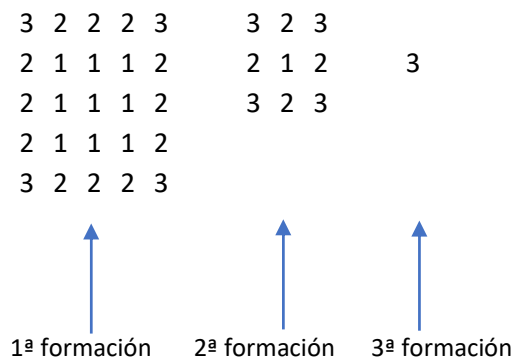 3 2 2 2 3 3 2 3
2 1 1 1 2 2 1 2 3
2 1 1 1 2 3 2 3
2 1 1 1 2
3 2 2 2 3
1ª formación 2ª formación 3ª formación